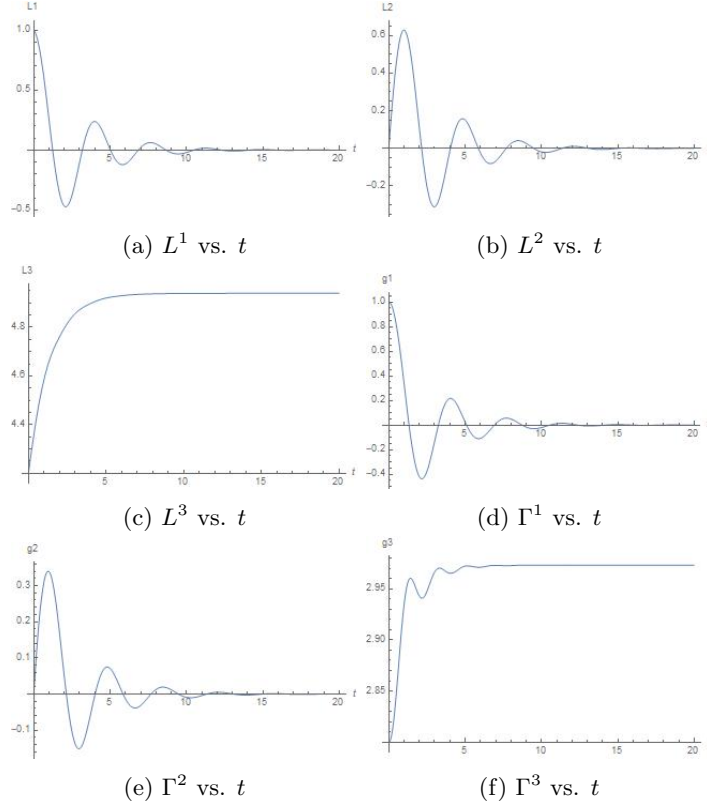 L1
1.0
0.5
-0.5
5
10
15
20
t
(a) L¹ vs. t
L2
0.6
0.4
0.2
-0.2
5
10
15
20
t
(b) L² vs. t
L3
4.8
4.6
4.4
5
10
15
20
t
(c) L³ vs. t
g1
1.0
0.8
0.6
0.4
0.2
-0.2
-0.4
5
10
15
20
t
(d) Γ¹ vs. t
g2
0.3
0.2
0.1
-0.1
5
10
15
20
t
(e) Γ² vs. t
g3
2.95
2.90
2.85
5
10
15
20
t
(f) Γ³ vs. t